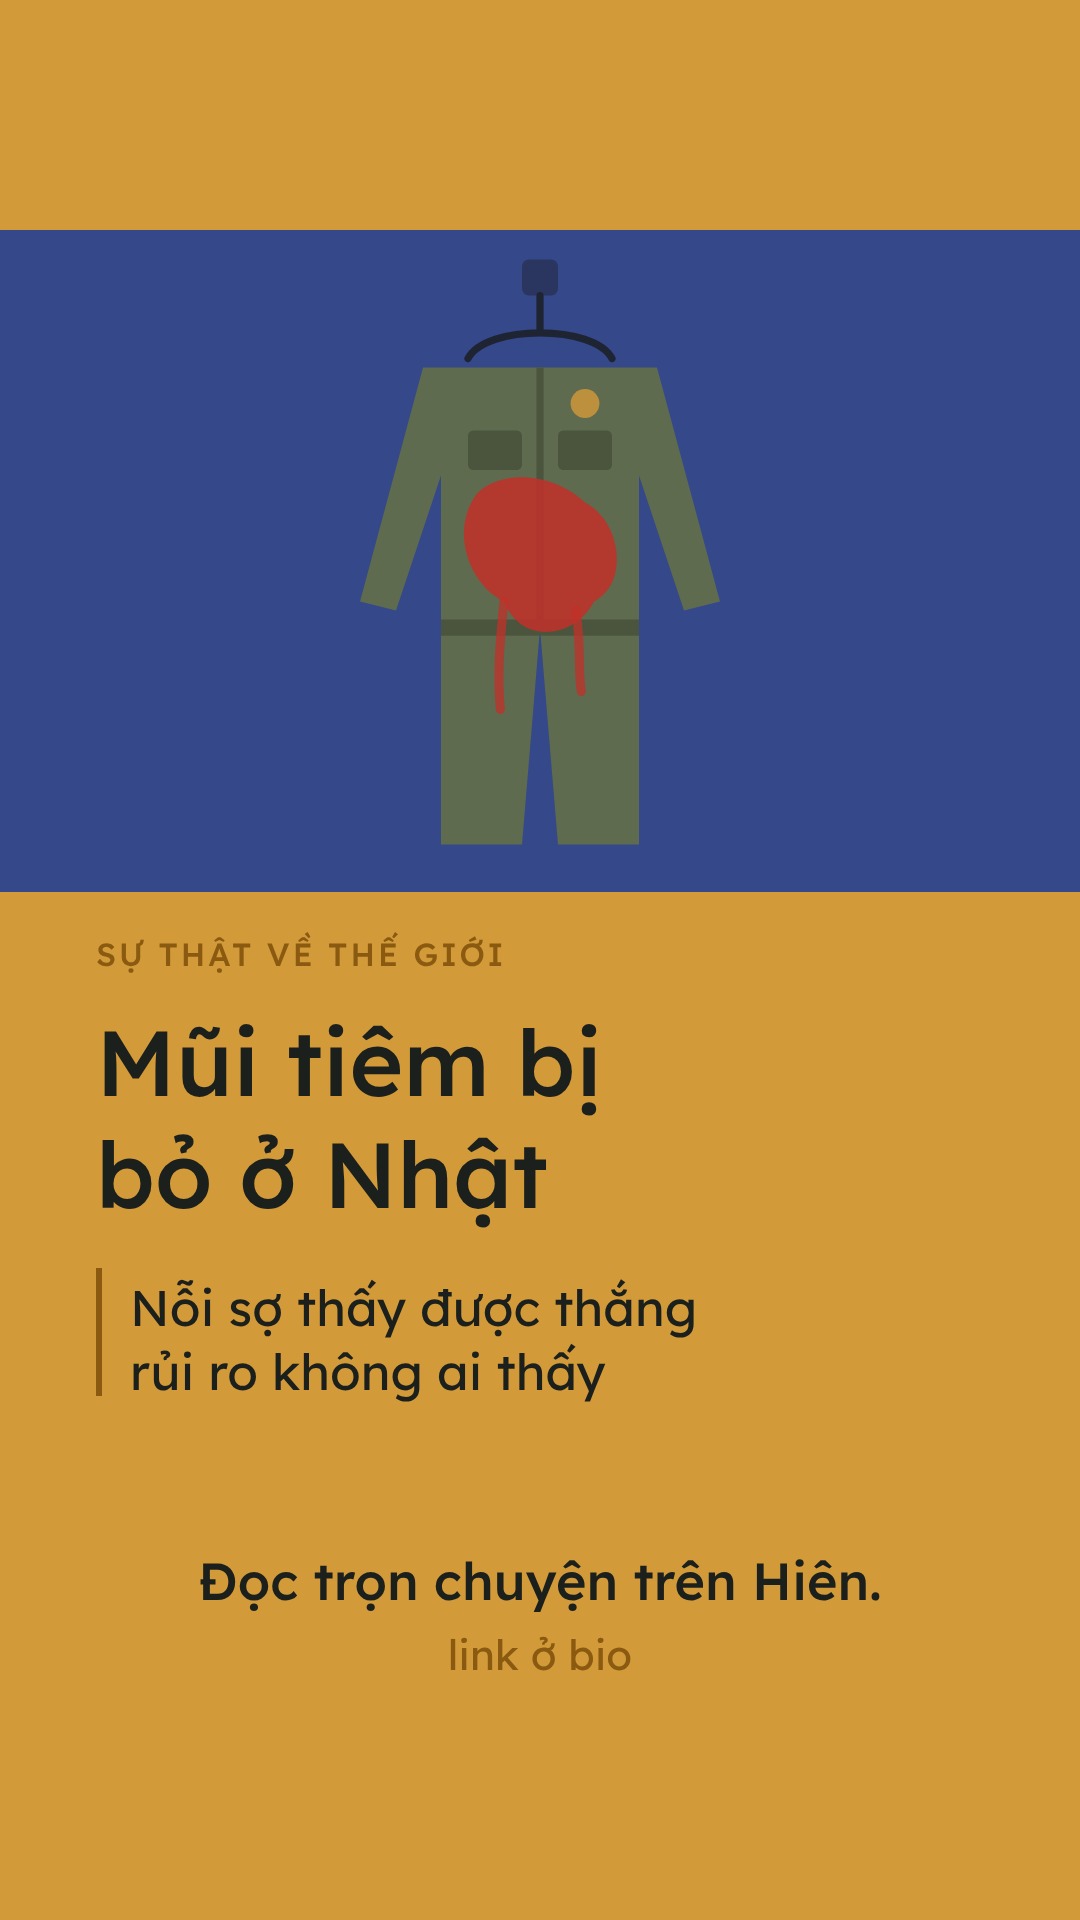 SỰ THẬT VỀ THẾ GIỚI
Mũi tiêm bị
bỏ ở Nhật
Nỗi sợ thấy được thắng
rủi ro không ai thấy
Đọc trọn chuyện trên Hiên.
link ở bio